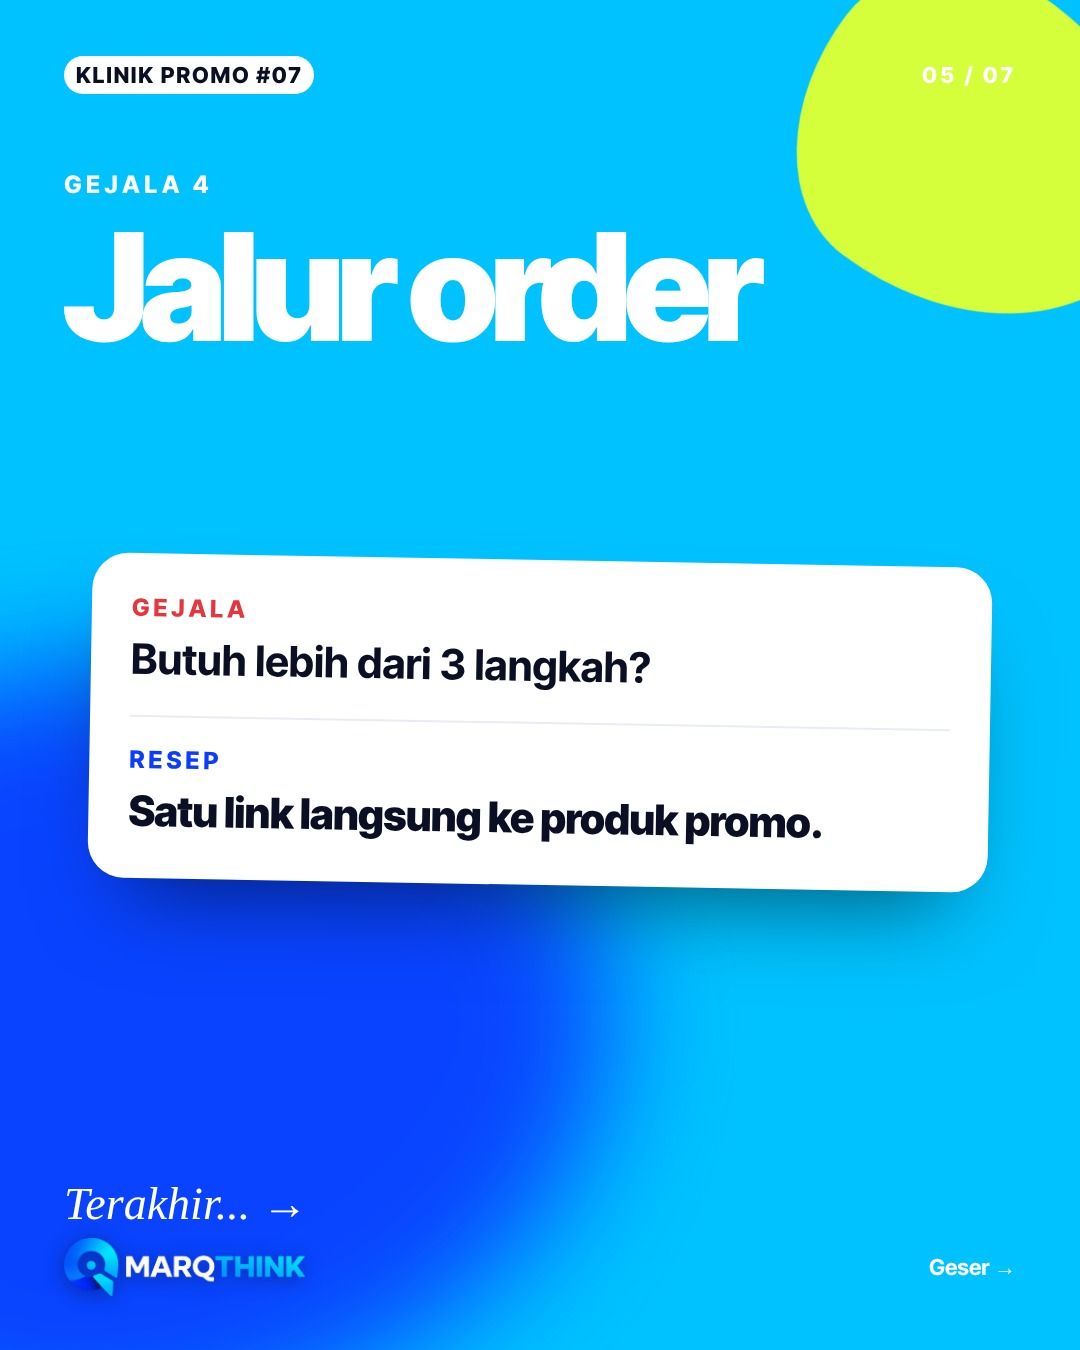 KLINIK PROMO #07
05 / 07
GEJALA 4
Jalur order
GEJALA
Butuh lebih dari 3 langkah?
RESEP
Satu link langsung ke produk promo.
Terakhir... →
MARQTHINK
Geser →